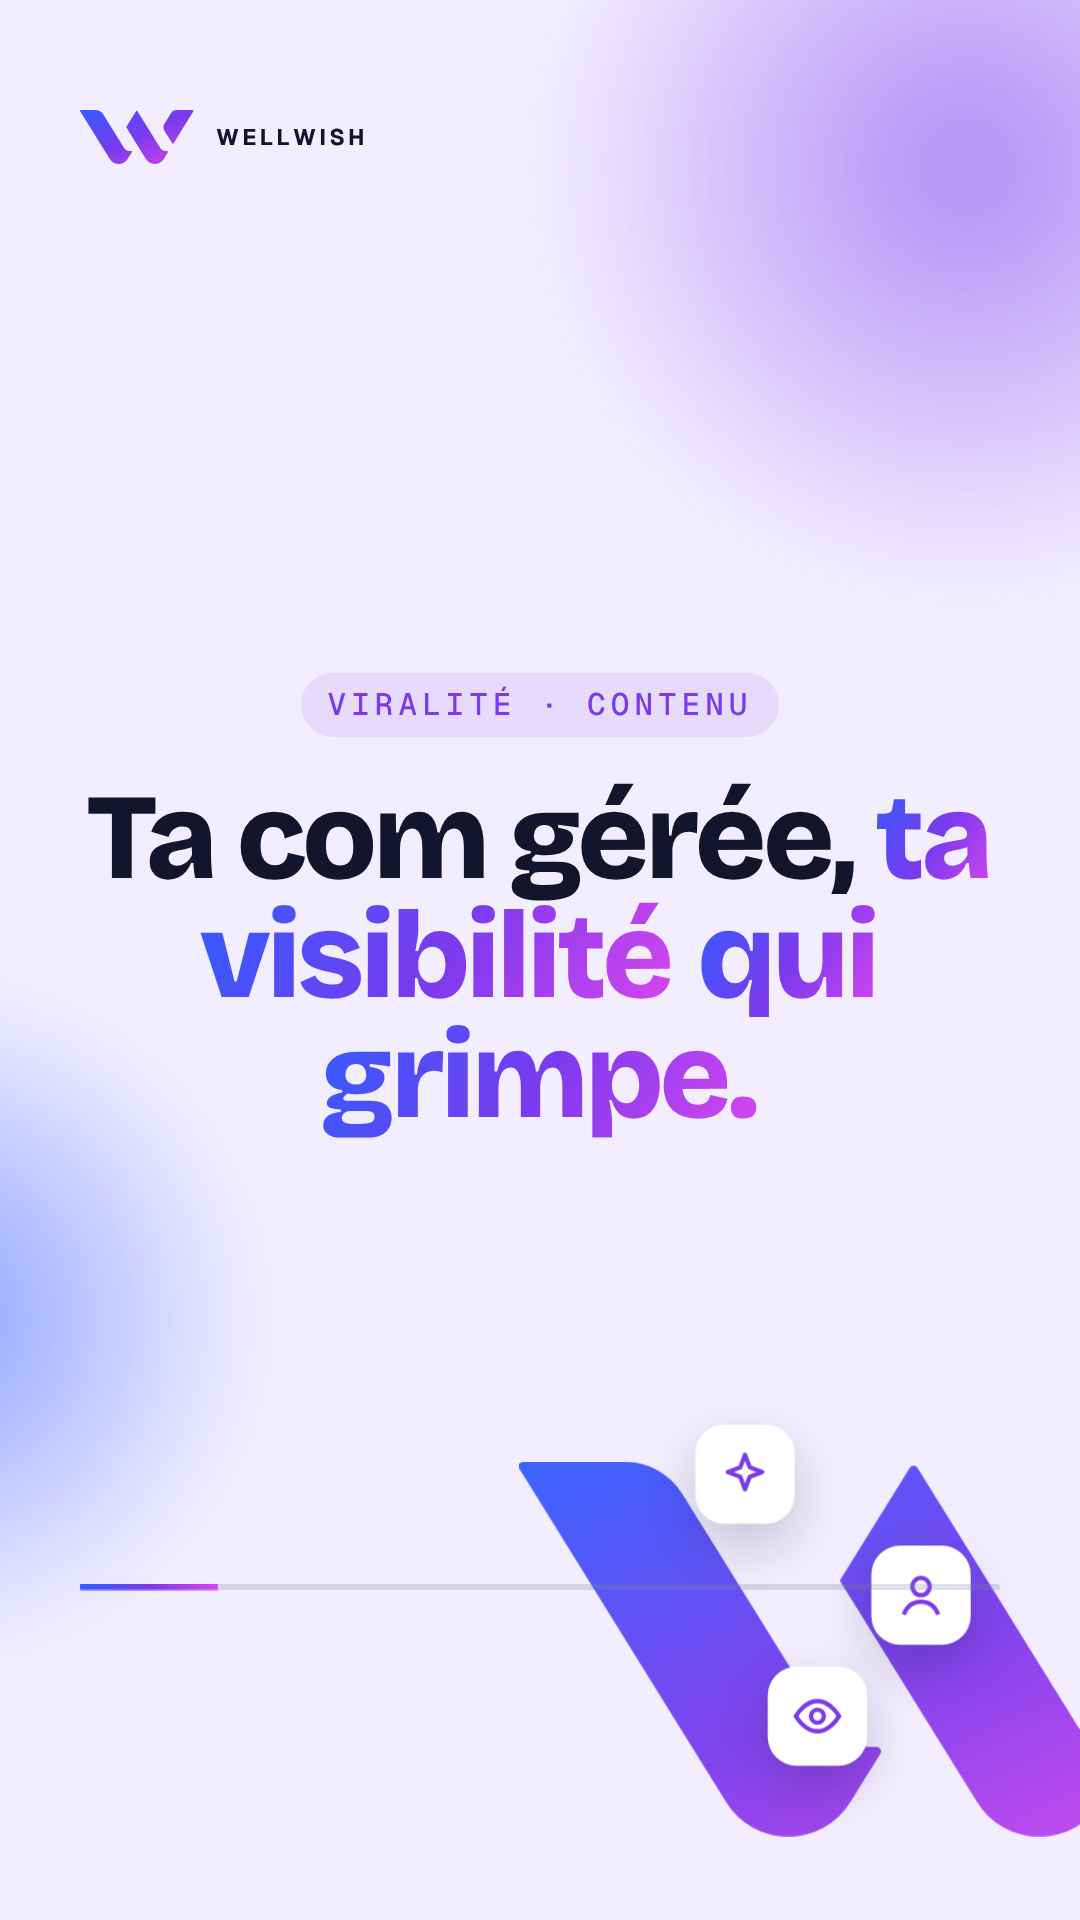 WELLWISH
VIRALITÉ · CONTENU
Ta com gérée, ta
visibilité qui
grimpe.